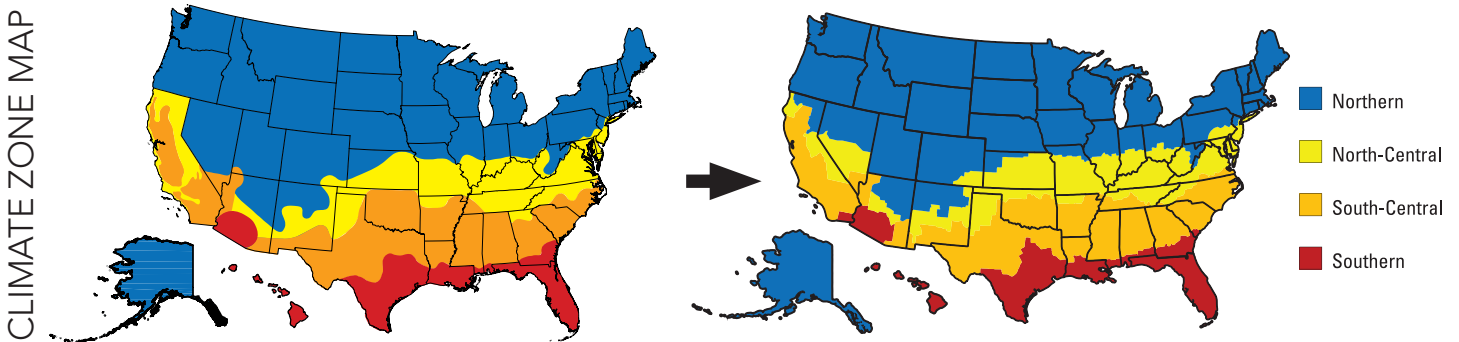 CLIMATE ZONE MAP
Northern
North-Central
South-Central
Southern